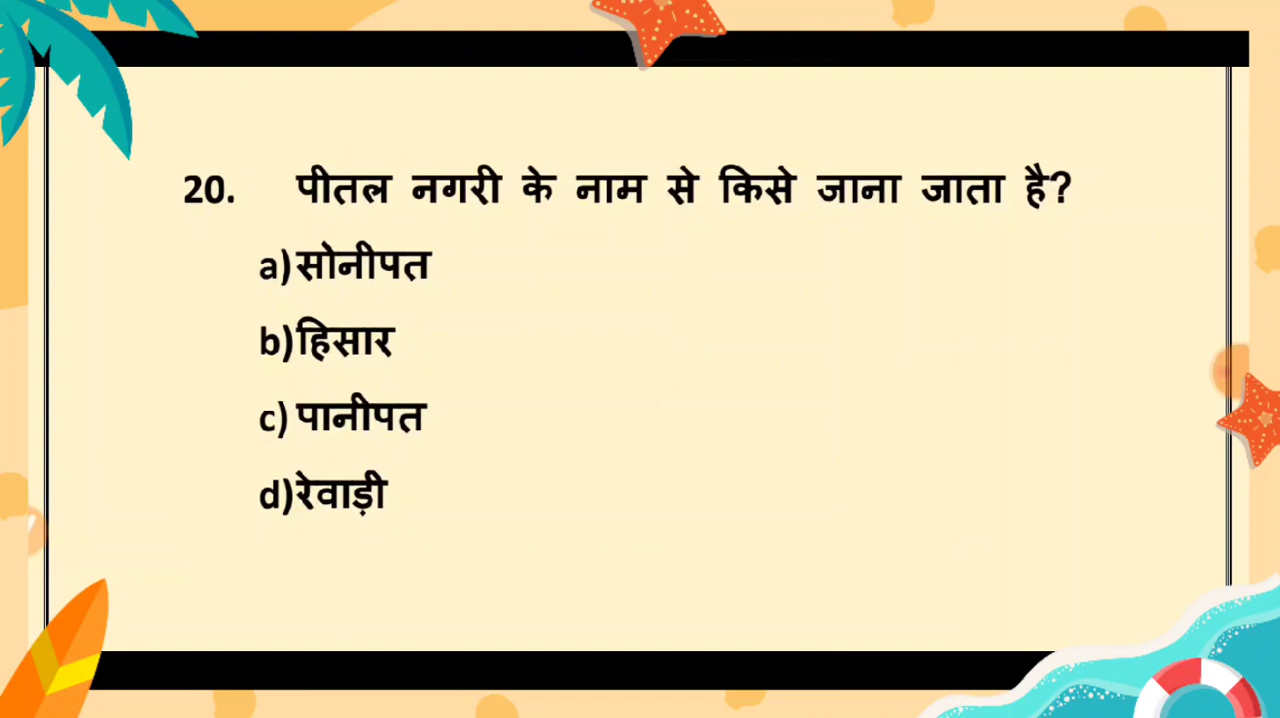 20. पीतल नगरी के नाम से किसे जाना जाता है?
a)सोनीपत
b)हिसार
c) पानीपत
d)रेवाड़ी